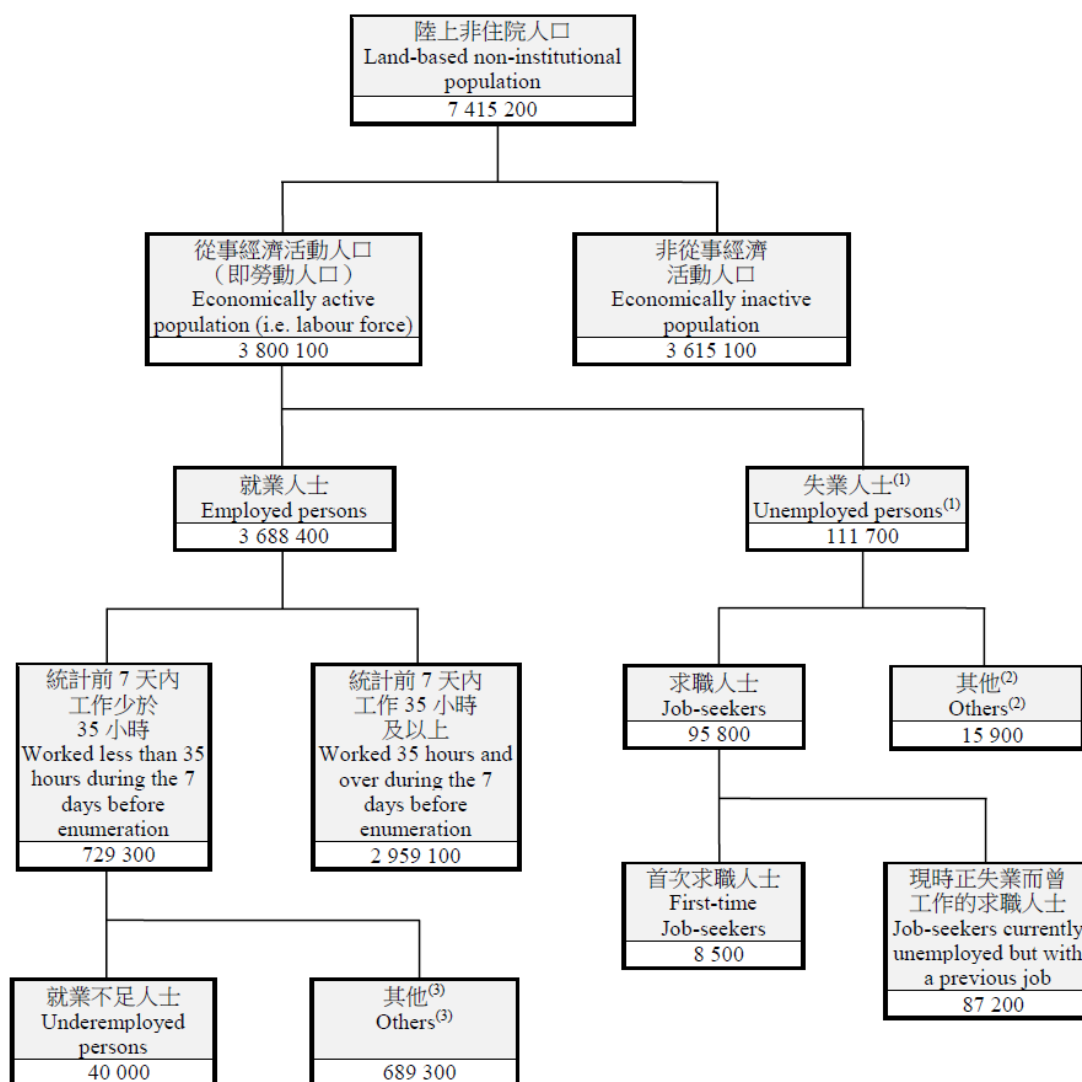 陸上非住院人口
Land-based non-institutional
population
7 415 200
從事經濟活動人口
（即勞動人口）
Economically active
population (i.e. labour force)
3 800 100
非從事經濟
活動人口
Economically inactive
population
3 615 100
就業人士
Employed persons
3 688 400
失業人士(1)
Unemployed persons(1)
111 700
統計前 7 天內
工作少於
35 小時
Worked less than 35
hours during the 7
days before
enumeration
729 300
統計前 7 天內
工作 35 小時
及以上
Worked 35 hours and
over during the 7
days before
enumeration
2 959 100
求職人士
Job-seekers
95 800
其他(2)
Others(2)
15 900
首次求職人士
First-time
Job-seekers
8 500
現時正失業而曾
工作的求職人士
Job-seekers currently
unemployed but with
a previous job
87 200
就業不足人士
Underemployed
persons
40 000
其他(3)
Others(3)
689 300